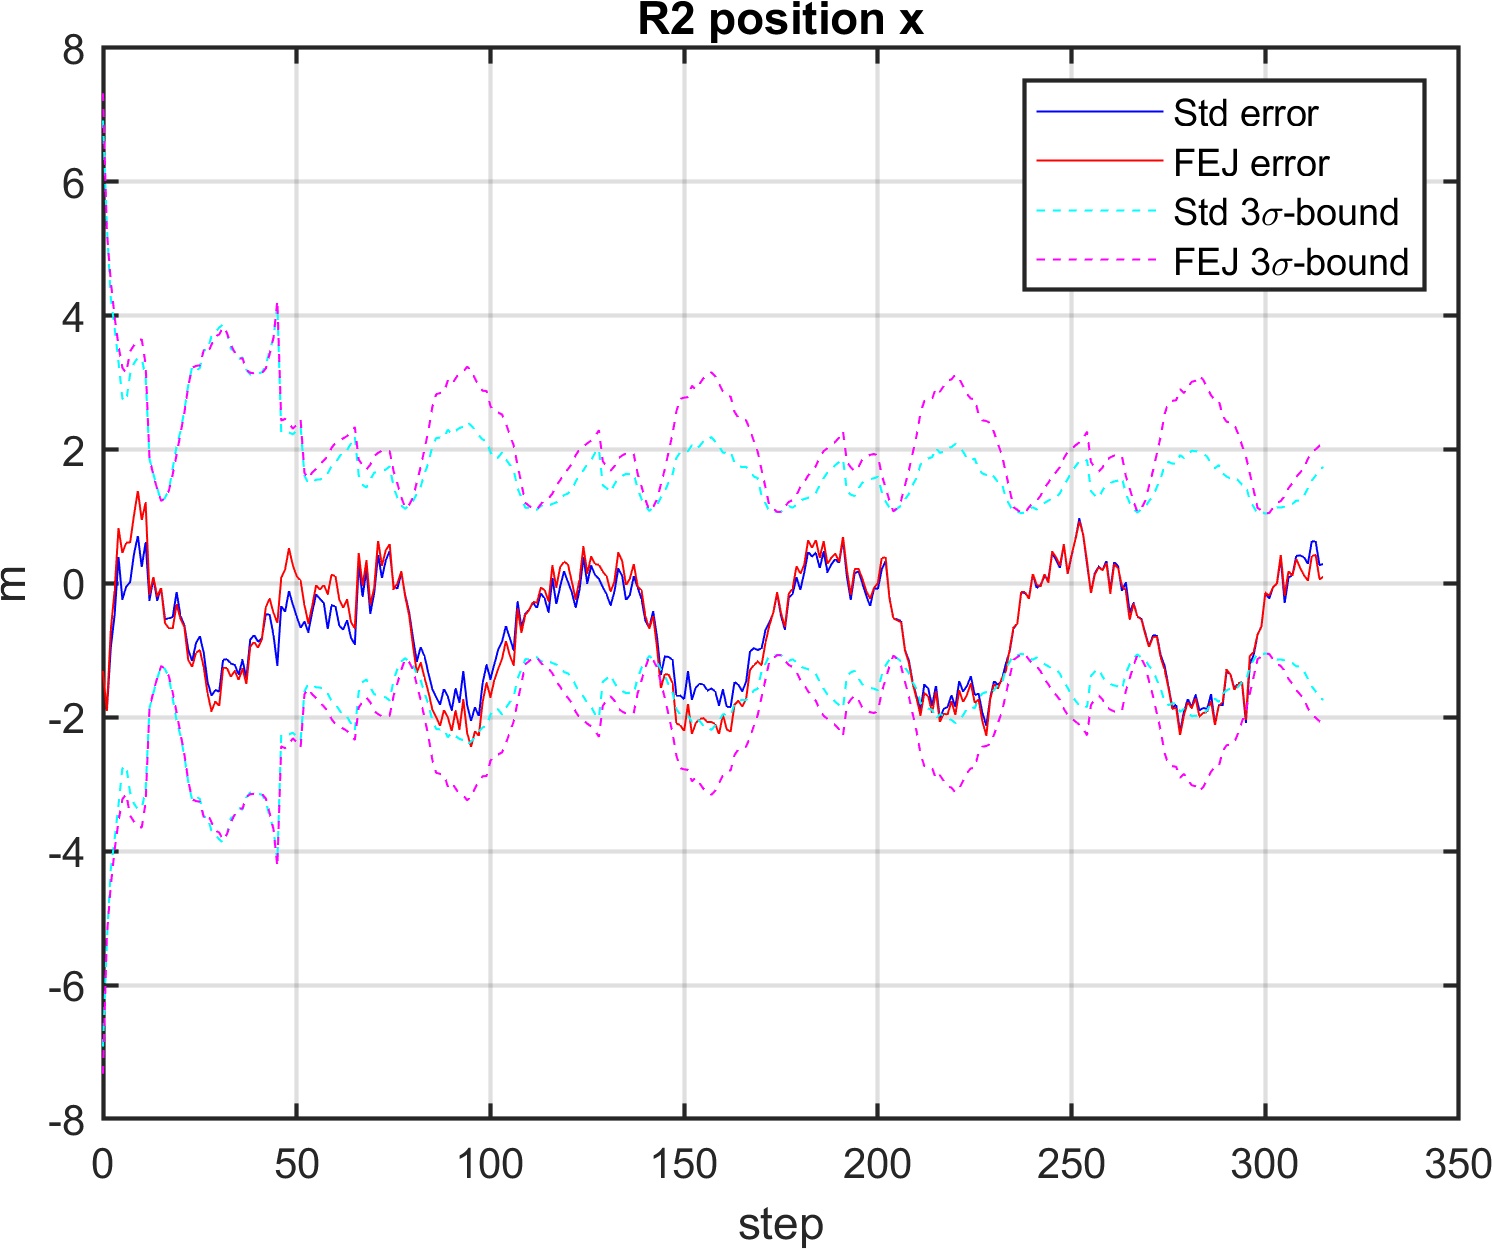 R2 position x
8
6
4
2
0
-2
-4
-6
-8
m
0 50 100 150 200 250 300 350
step
Std error
FEJ error
Std 3σ-bound
FEJ 3σ-bound